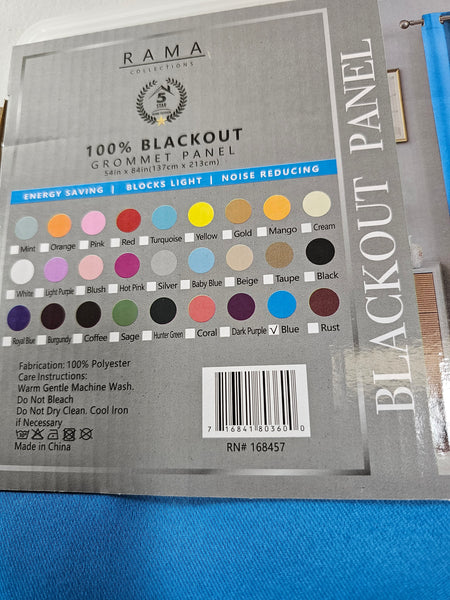 RAMA
COLLECTIONS
5
STAR
100% BLACKOUT
GROMMET PANEL
54in x 84in(137cm x 213cm)
ENERGY SAVING | BLOCKS LIGHT | NOISE REDUCING
Mint Orange Pink Red Turquoise Yellow Gold Mango Cream
White Light Purple Blush Hot Pink Silver Baby Blue Beige Taupe Black
Royal Blue Burgundy Coffee Sage Hunter Green Coral Dark Purple ✓ Blue Rust
Fabrication: 100% Polyester
Care Instructions:
Warm Gentle Machine Wash.
Do Not Bleach
Do Not Dry Clean. Cool Iron
if Necessary
Made in China
7 16841 80360 0
RN# 168457
BLACKOUT PANEL